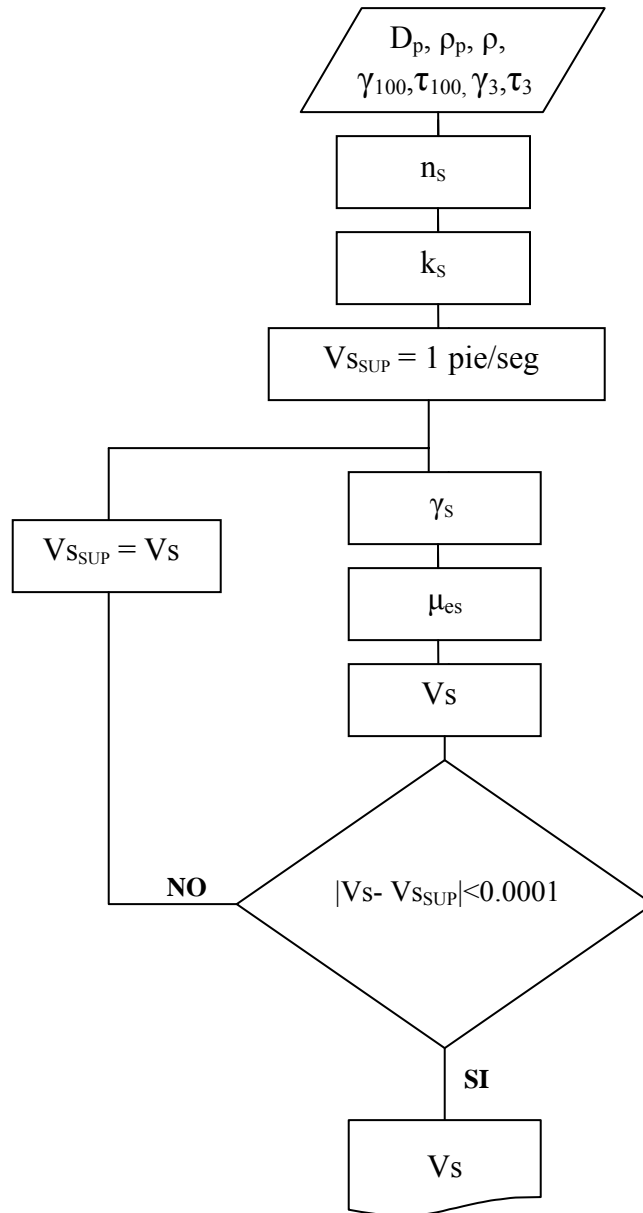 Dₚ, ρₚ, ρ,
γ₁₀₀,τ₁₀₀, γ₃,τ₃
nS
kS
VsSUP = 1 pie/seg
γS
VsSUP = Vs
μes
Vs
NO
|Vs- VsSUP|<0.0001
SI
Vs